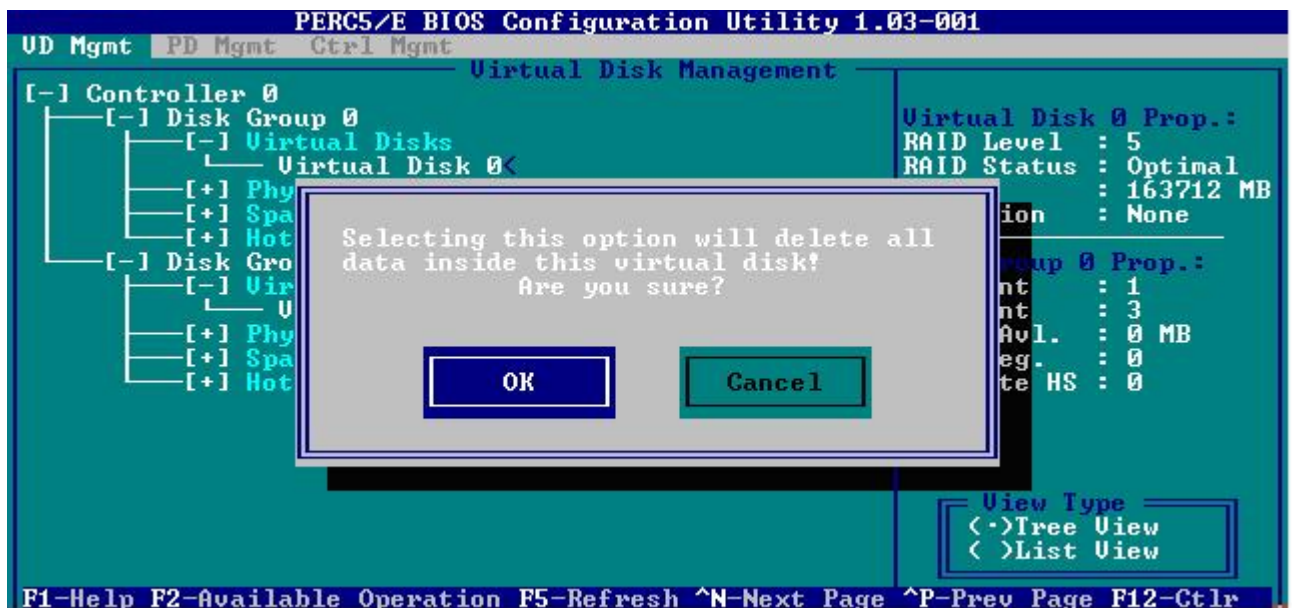 PERC5/E BIOS Configuration Utility 1.03-001
VD Mgmt PD Mgmt Ctrl Mgmt
Virtual Disk Management
[-] Controller 0
[-] Disk Group 0
[-] Virtual Disks
Virtual Disk 0<
[+] Phy
[+] Spa
[+] Hot
[-] Disk Gro
[-] Vir
V
[+] Phy
[+] Spa
[+] Hot
Selecting this option will delete all
data inside this virtual disk!
Are you sure?
OK Cancel
Virtual Disk 0 Prop.:
RAID Level : 5
RAID Status : Optimal
: 163712 MB
ion : None
oup 0 Prop.:
nt : 1
nt : 3
Avl. : 0 MB
eg. : 0
te HS : 0
View Type
(·)Tree View
( )List View
F1-Help F2-Available Operation F5-Refresh ^N-Next Page ^P-Prev Page F12-Ctlr